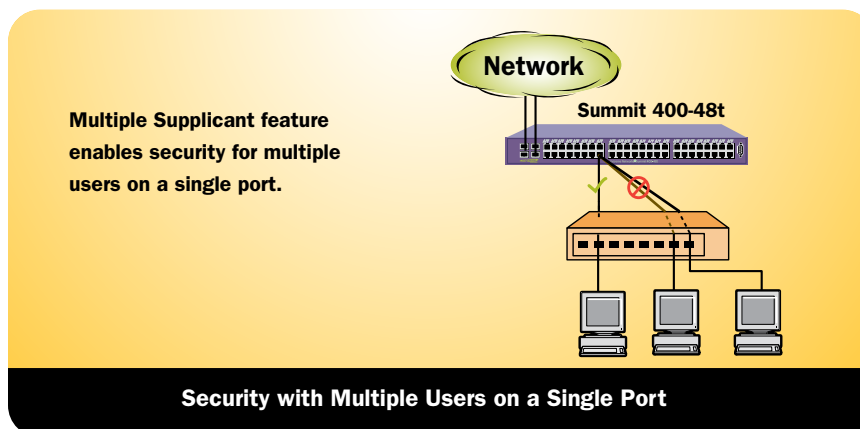 Network
Summit 400-48t
Multiple Supplicant feature
enables security for multiple
users on a single port.
Security with Multiple Users on a Single Port